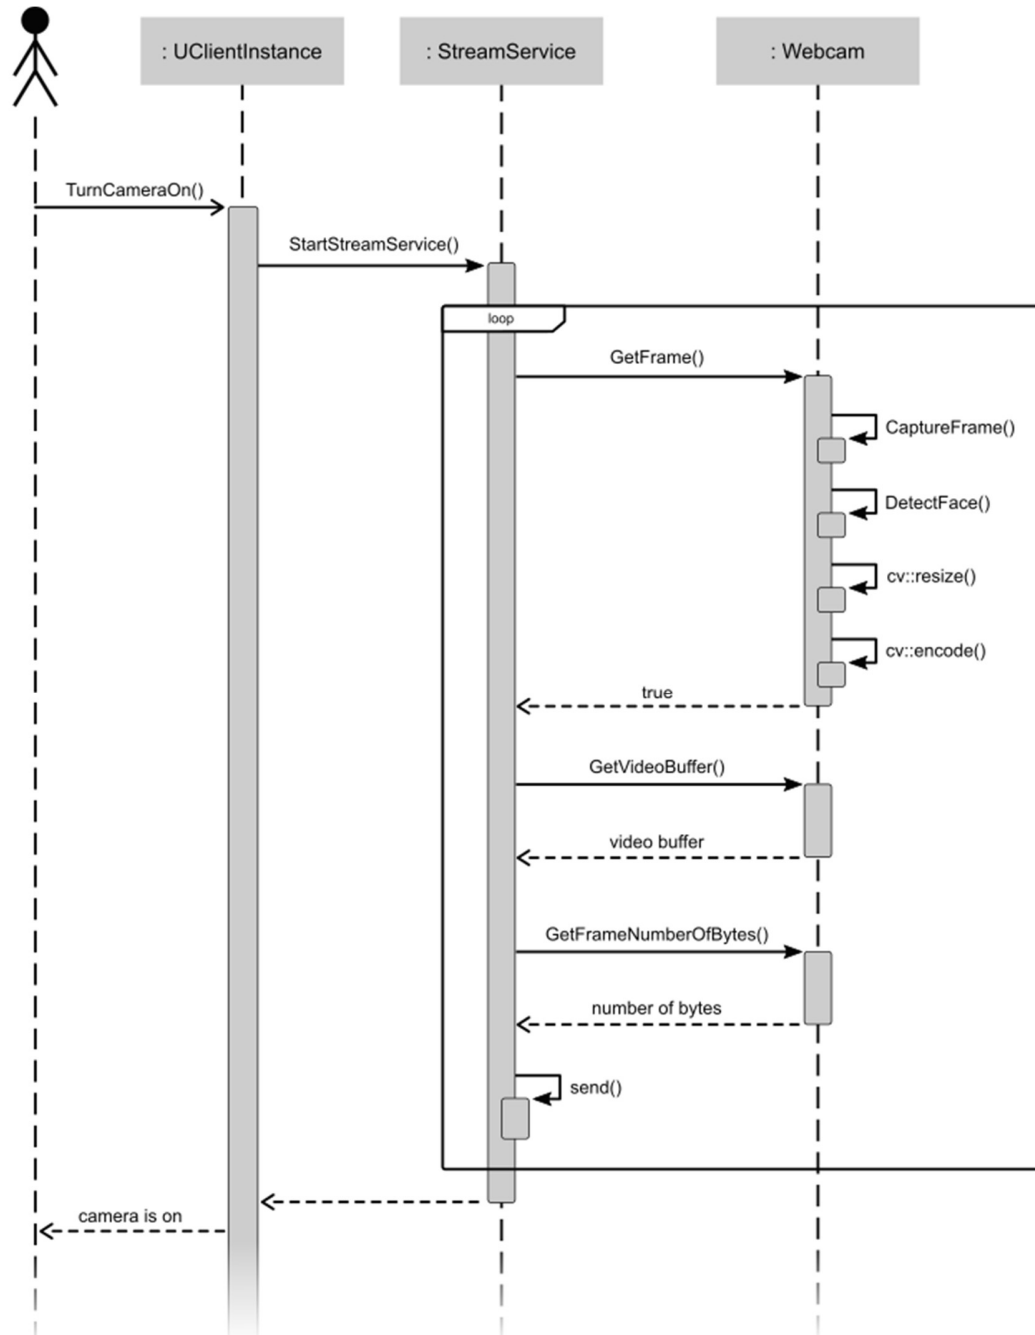 : UClientInstance
: StreamService
: Webcam
TurnCameraOn()
StartStreamService()
loop
GetFrame()
CaptureFrame()
DetectFace()
cv::resize()
cv::encode()
true
GetVideoBuffer()
video buffer
GetFrameNumberOfBytes()
number of bytes
send()
camera is on